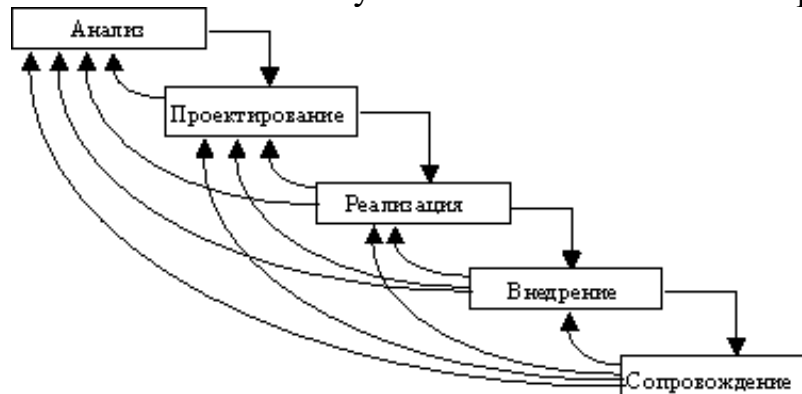 Анализ
Проектирование
Реализация
Внедрение
Сопровождение